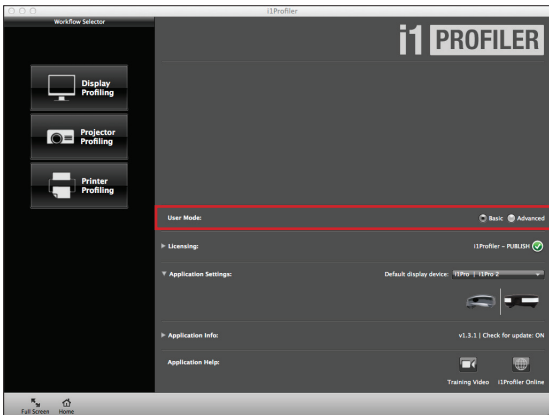 i1Profiler
Workflow Selector
i1 PROFILER
Display
Profiling
Projector
Profiling
Printer
Profiling
User Mode:
Basic
Advanced
Licensing:
i1Profiler - PUBLISH
Application Settings:
Default display device:
i1Pro | i1Pro 2
Application Info:
v1.3.1 | Check for update: ON
Application Help:
Training Video
i1Profiler Online
Full Screen
Home